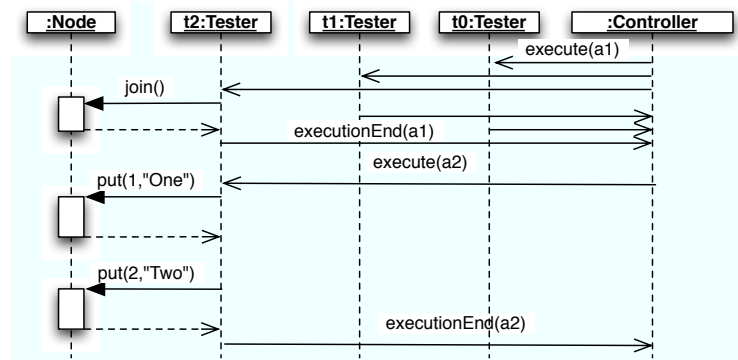 :Node t2:Tester t1:Tester t0:Tester :Controller
execute(a1)
join()
executionEnd(a1)
execute(a2)
put(1,"One")
put(2,"Two")
executionEnd(a2)